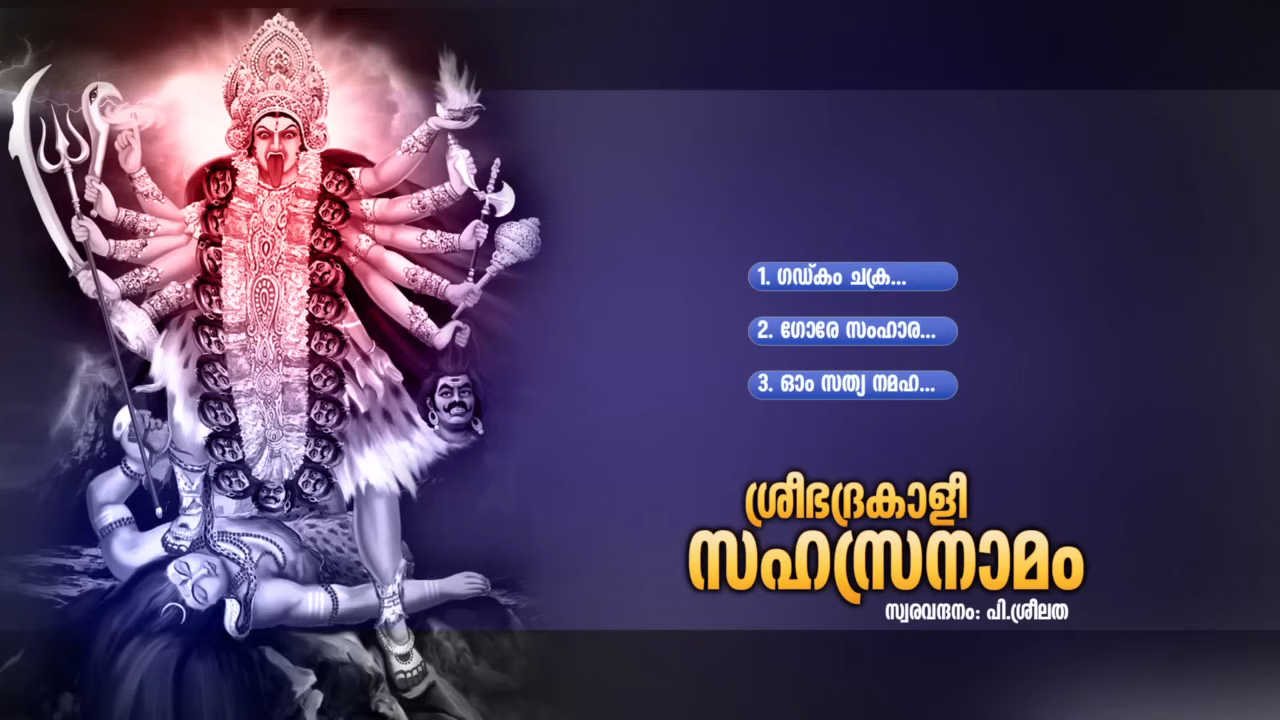 1. ഗഡ്കം ചക്ര...
2. ഗോരേ സംഹാര...
3. ഓം സത്യ നമഹ...
ശ്രീഭദ്രകാളീ
സഹസ്രനാമം
സ്വരവന്ദനം: പി.ശ്രീലത